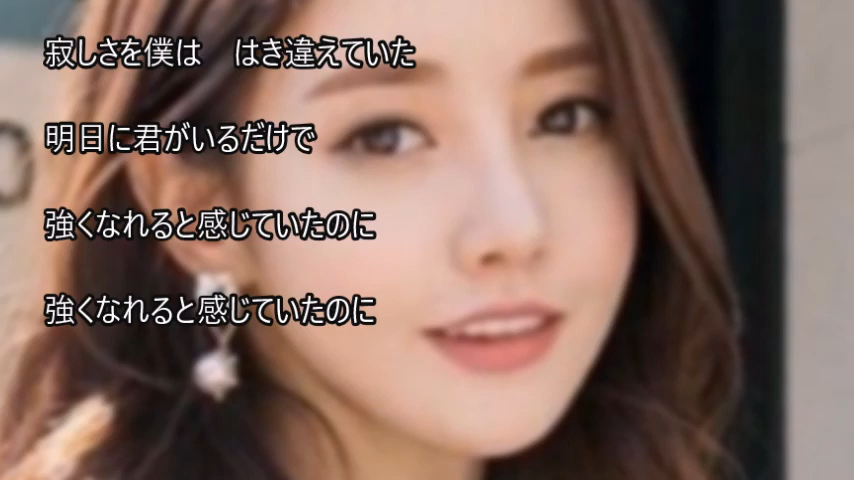 寂しさを僕は　はき違えていた
明日に君がいるだけで
強くなれると感じていたのに
強くなれると感じていたのに